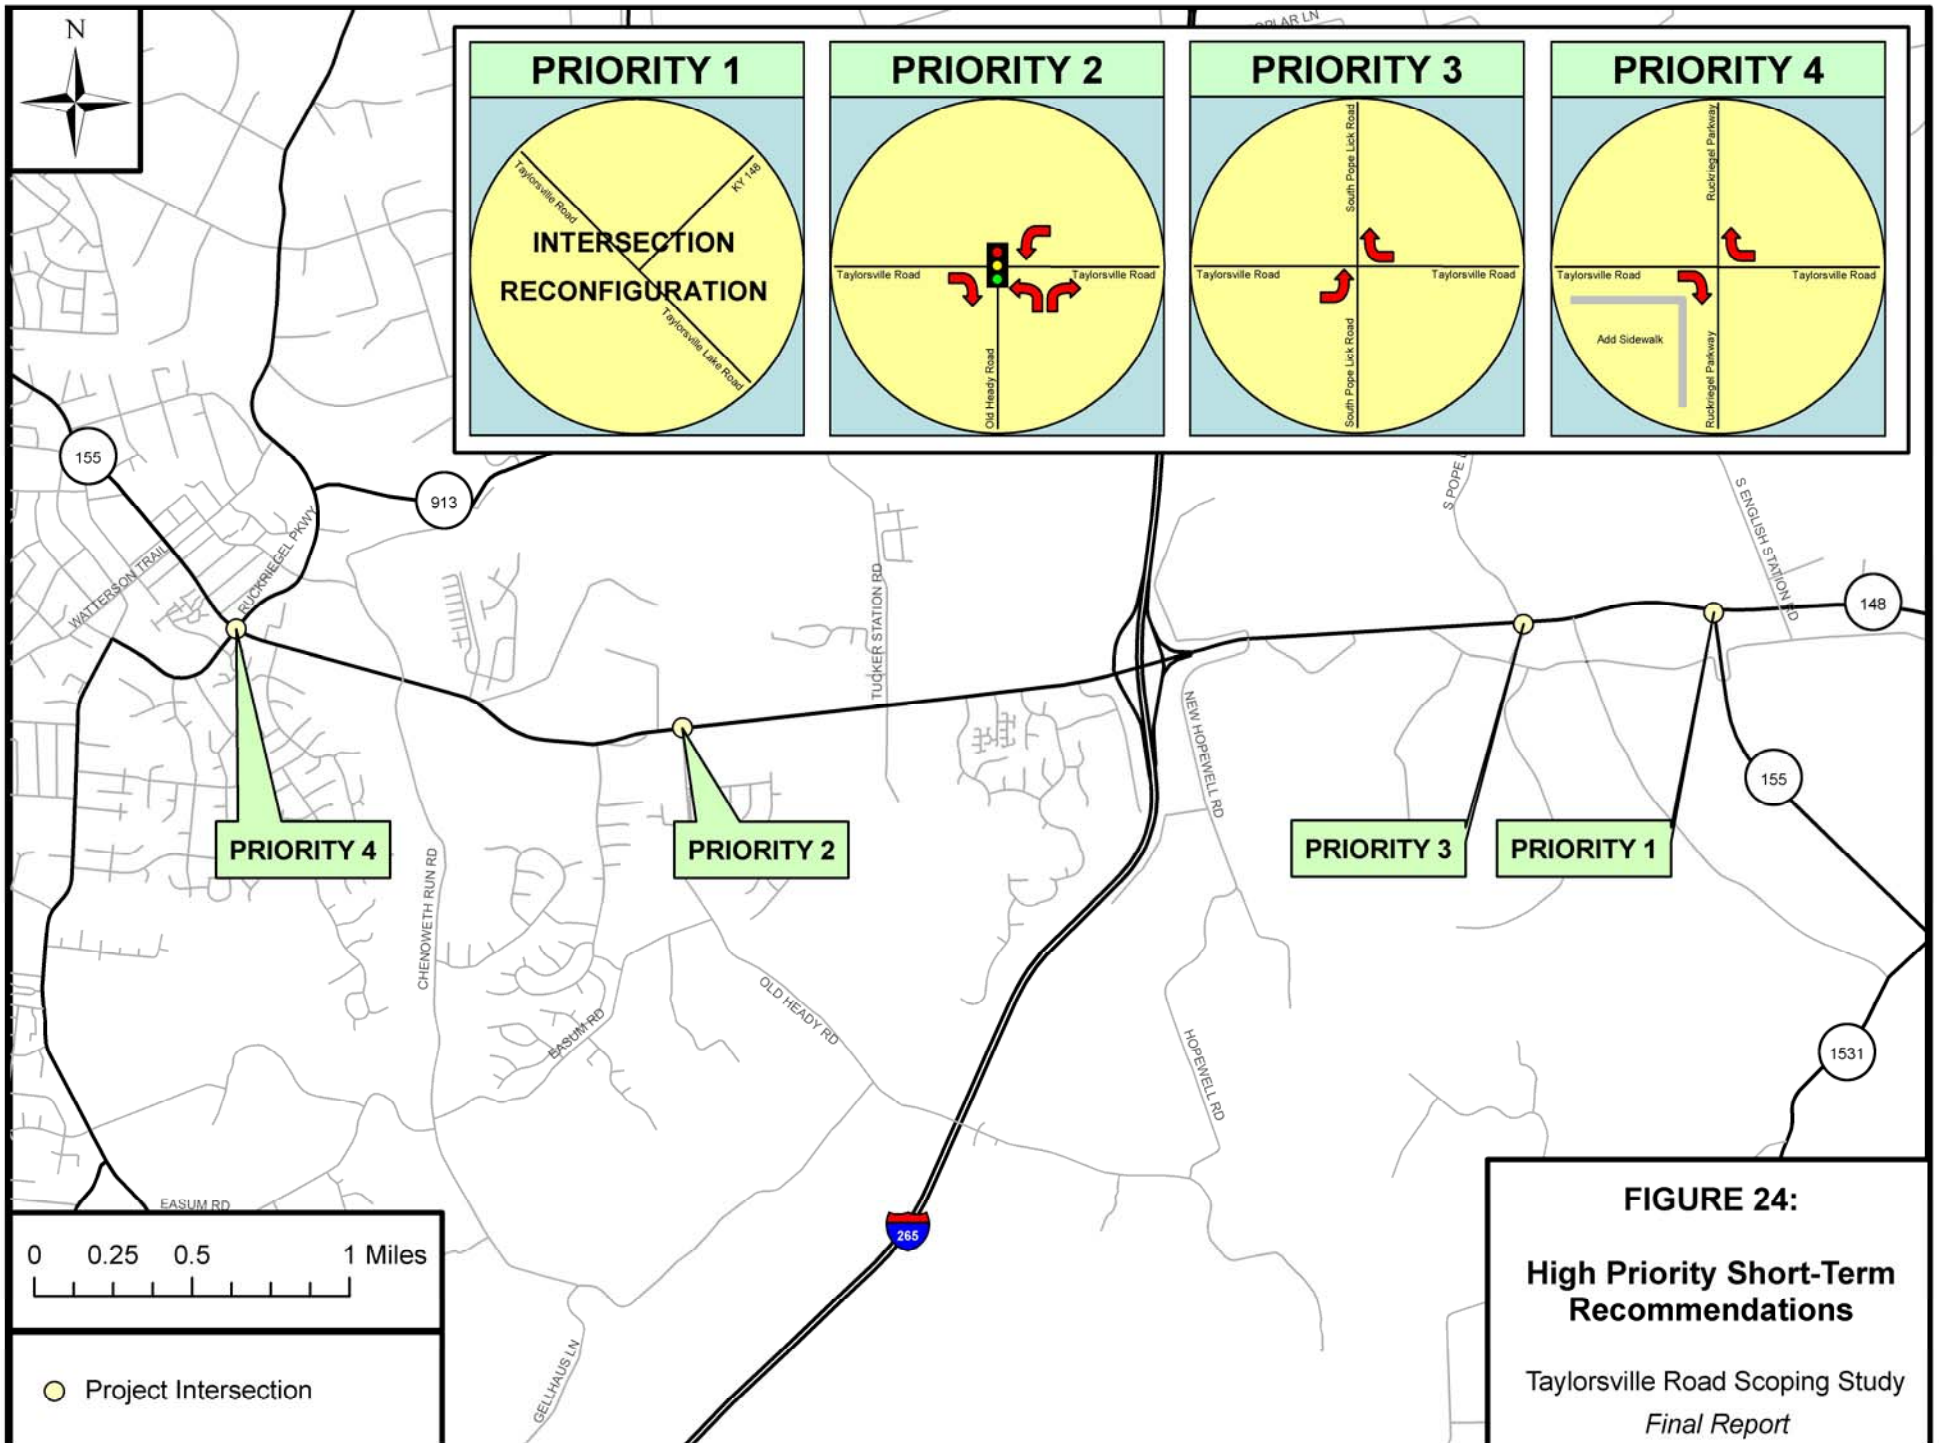 N
POPLAR LN
PRIORITY 1
PRIORITY 2
PRIORITY 3
PRIORITY 4
Taylorsville Road
KY 148
INTERSECTION
RECONFIGURATION
Taylorsville Lake Road
Taylorsville Road
Taylorsville Road
Old Heady Road
South Pope Lick Road
Taylorsville Road
Taylorsville Road
South Pope Lick Road
Ruckriegel Parkway
Taylorsville Road
Taylorsville Road
Add Sidewalk
Ruckriegel Parkway
155
913
S POPE
S ENGLISH STATION RD
WATTERSON TRAIL
RUCKRIEGEL PKWY
TUCKER STATION RD
148
NEW HOPEWELL RD
155
PRIORITY 4
PRIORITY 2
PRIORITY 3
PRIORITY 1
CHENOWETH RUN RD
OLD HEADY RD
EASUM RD
HOPEWELL RD
1531
EASUM RD
265
GELLHAUS LN
0 0.25 0.5 1 Miles
Project Intersection
FIGURE 24:
High Priority Short-Term
Recommendations
Taylorsville Road Scoping Study
Final Report